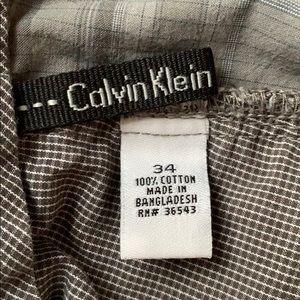 --- Calvin Klein
34
100% COTTON
MADE IN
BANGLADESH
RN# 36543